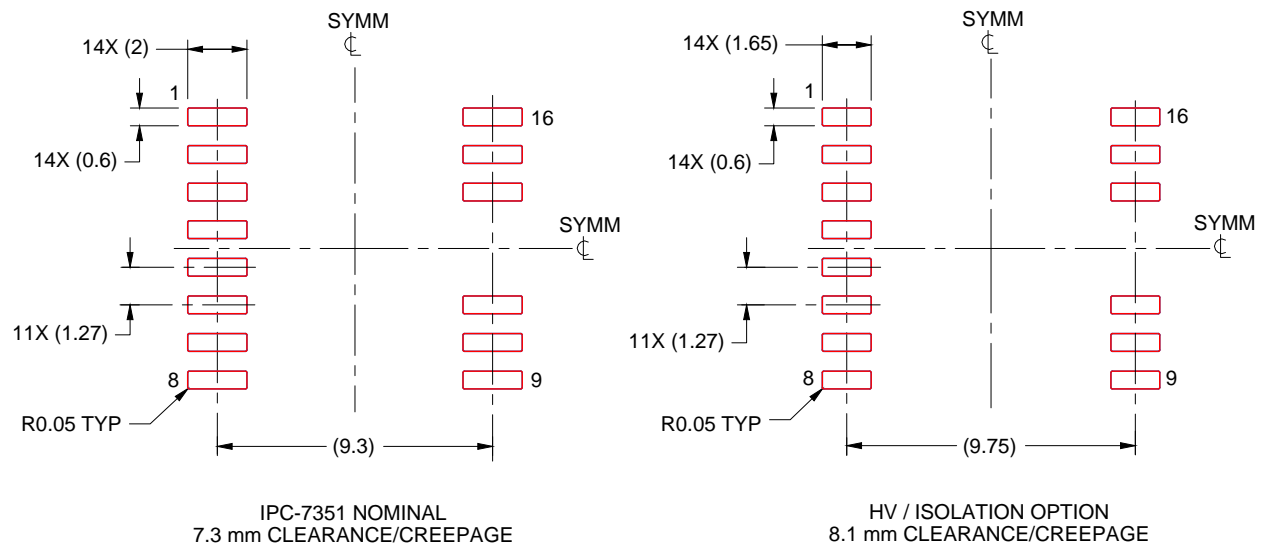 SYMM
℄
14X (2)
1
16
14X (0.6)
SYMM
℄
11X (1.27)
8
9
R0.05 TYP
(9.3)
IPC-7351 NOMINAL
7.3 mm CLEARANCE/CREEPAGE
SYMM
℄
14X (1.65)
1
16
14X (0.6)
SYMM
℄
11X (1.27)
8
9
R0.05 TYP
(9.75)
HV / ISOLATION OPTION
8.1 mm CLEARANCE/CREEPAGE